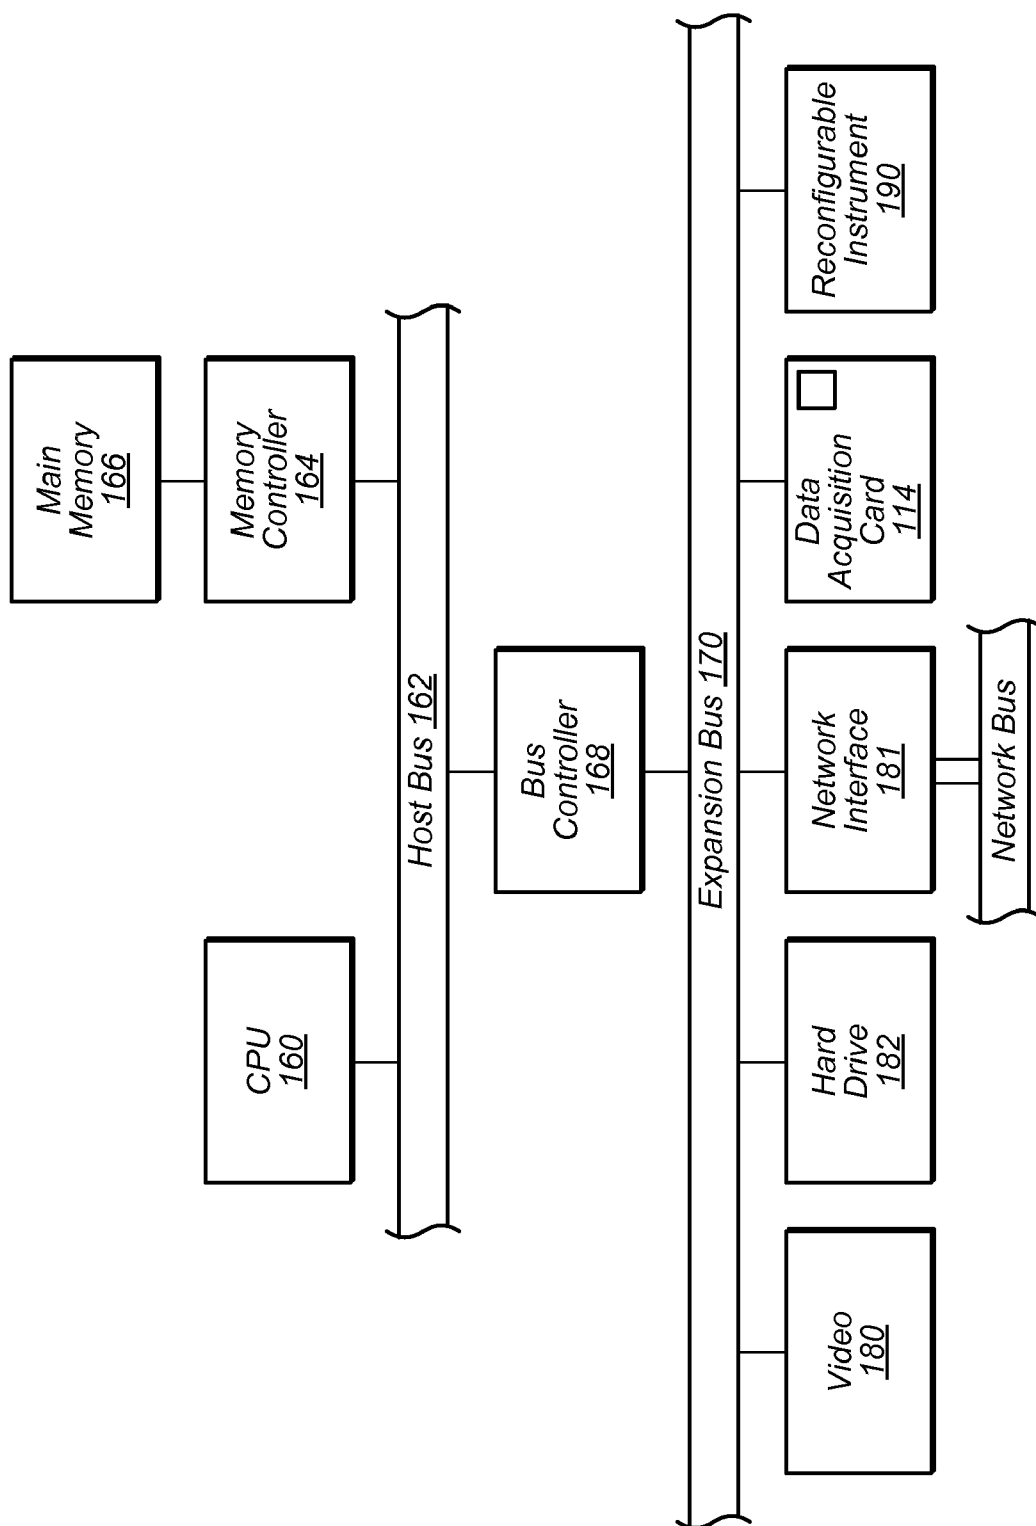 Main
Memory
166
CPU
160
Memory
Controller
164
Host Bus 162
Bus
Controller
168
Expansion Bus 170
Video
180
Hard
Drive
182
Network
Interface
181
Data
Acquisition
Card
114
Reconfigurable
Instrument
190
Network Bus